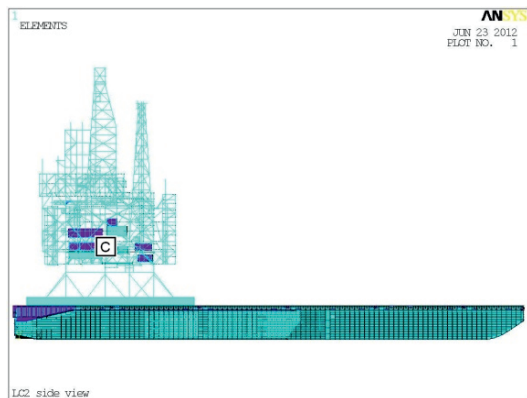 1
ELEMENTS
ANSYS
JUN 23 2012
PLOT NO. 1
C
LC2 side view